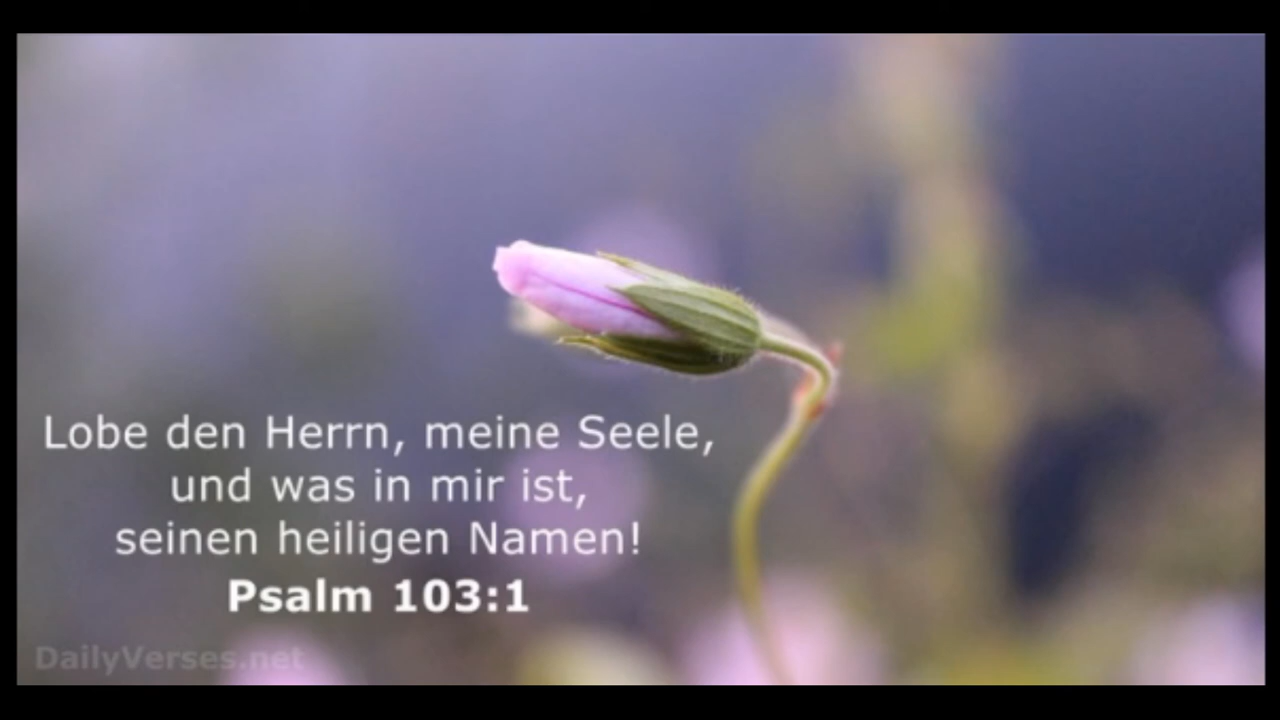 Lobe den Herrn, meine Seele,
und was in mir ist,
seinen heiligen Namen!
Psalm 103:1
DailyVerses.net